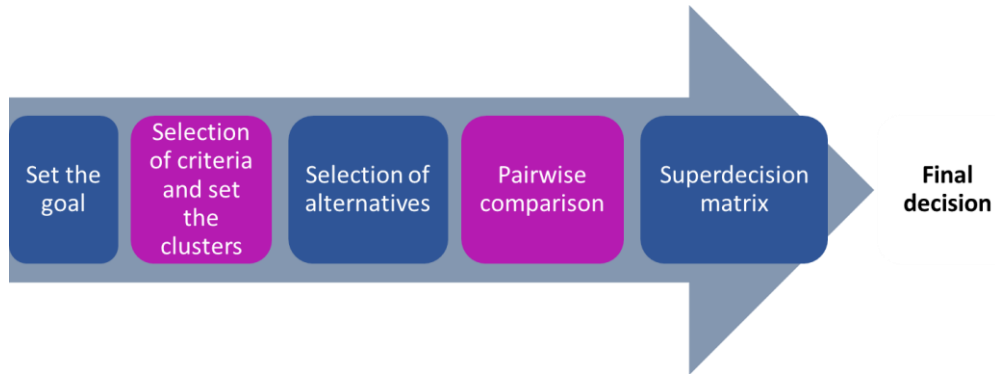 Set the
goal
Selection
of criteria
and set
the
clusters
Selection of
alternatives
Pairwise
comparison
Superdecision
matrix
Final
decision